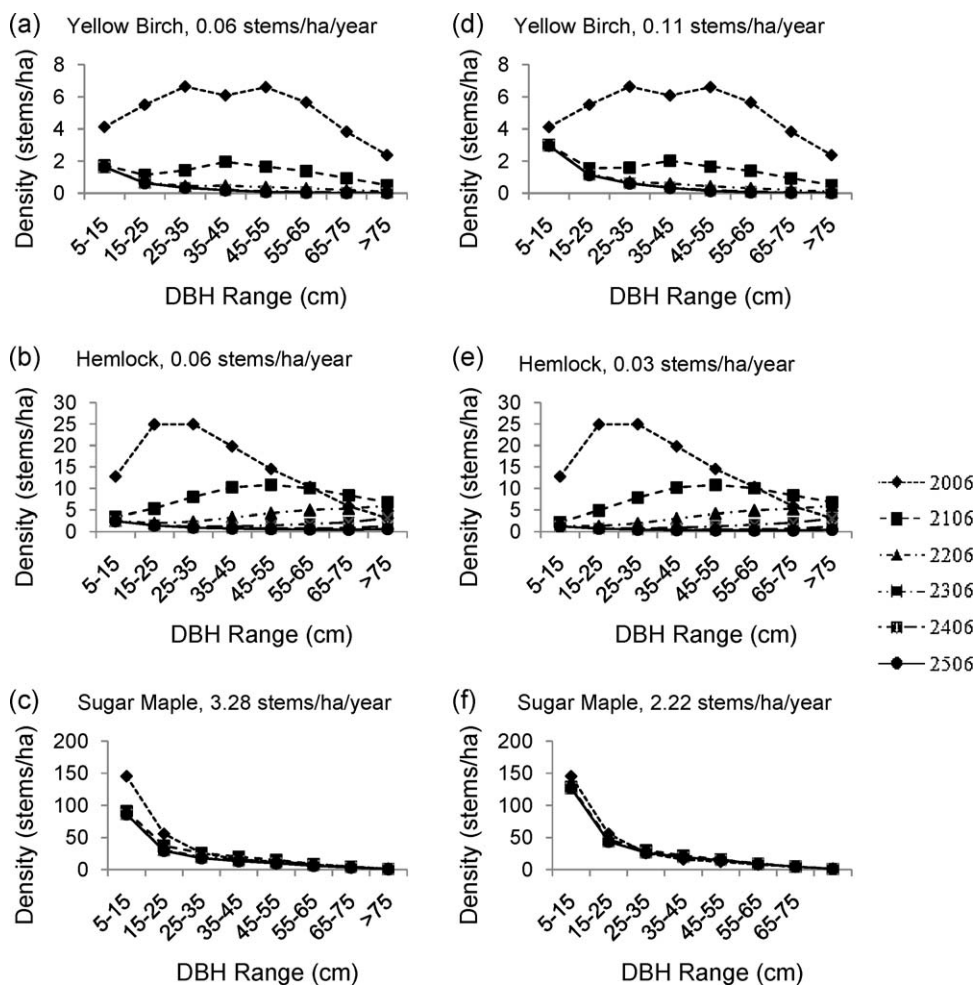 (a) Yellow Birch, 0.06 stems/ha/year
Density (stems/ha)
8
6
4
2
0
5-15 15-25 25-35 35-45 45-55 55-65 65-75 >75
DBH Range (cm)
(d) Yellow Birch, 0.11 stems/ha/year
Density (stems/ha)
8
6
4
2
0
5-15 15-25 25-35 35-45 45-55 55-65 65-75 >75
DBH Range (cm)
(b) Hemlock, 0.06 stems/ha/year
Density (stems/ha)
30
25
20
15
10
5
0
5-15 15-25 25-35 35-45 45-55 55-65 65-75 >75
DBH Range (cm)
(e) Hemlock, 0.03 stems/ha/year
Density (stems/ha)
30
25
20
15
10
5
0
5-15 15-25 25-35 35-45 45-55 55-65 65-75 >75
DBH Range (cm)
2006
2106
2206
2306
2406
2506
(c) Sugar Maple, 3.28 stems/ha/year
Density (stems/ha)
200
150
100
50
0
5-15 15-25 25-35 35-45 45-55 55-65 65-75 >75
DBH Range (cm)
(f) Sugar Maple, 2.22 stems/ha/year
Density (stems/ha)
200
150
100
50
0
5-15 15-25 25-35 35-45 45-55 55-65 65-75
DBH Range (cm)